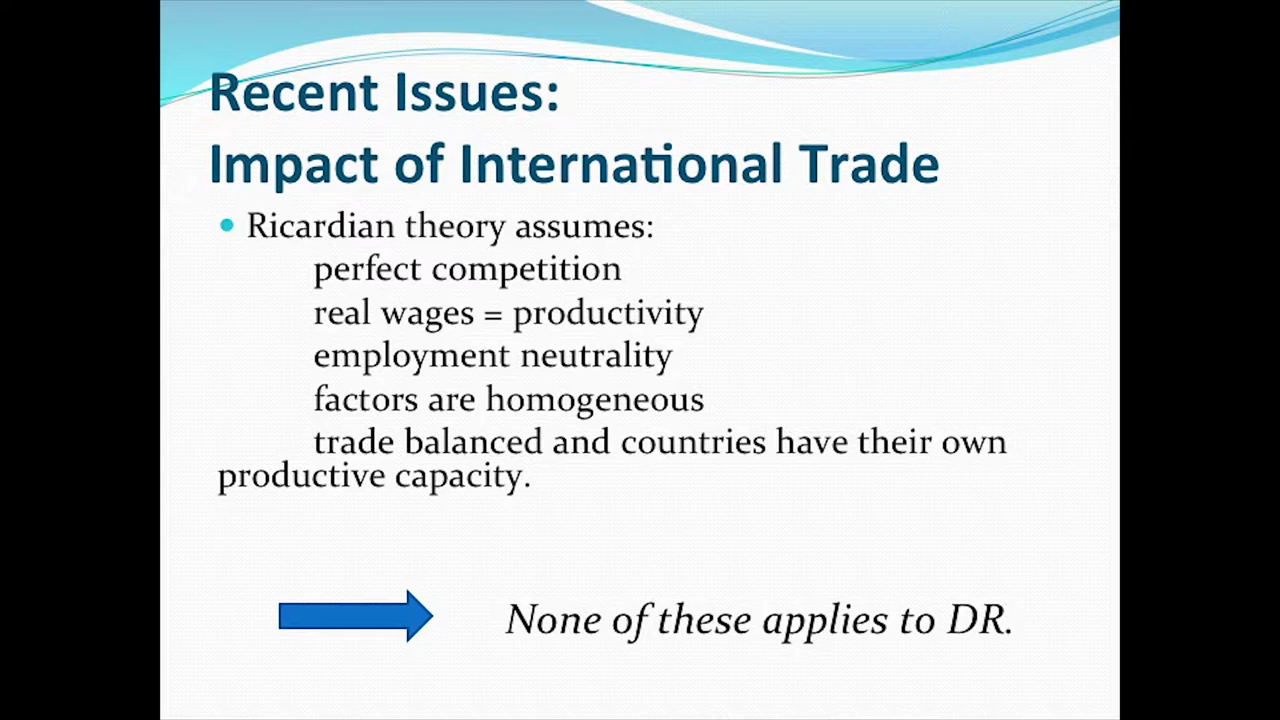 Recent Issues:
Impact of International Trade
Ricardian theory assumes:
perfect competition
real wages = productivity
employment neutrality
factors are homogeneous
trade balanced and countries have their own
productive capacity.
None of these applies to DR.